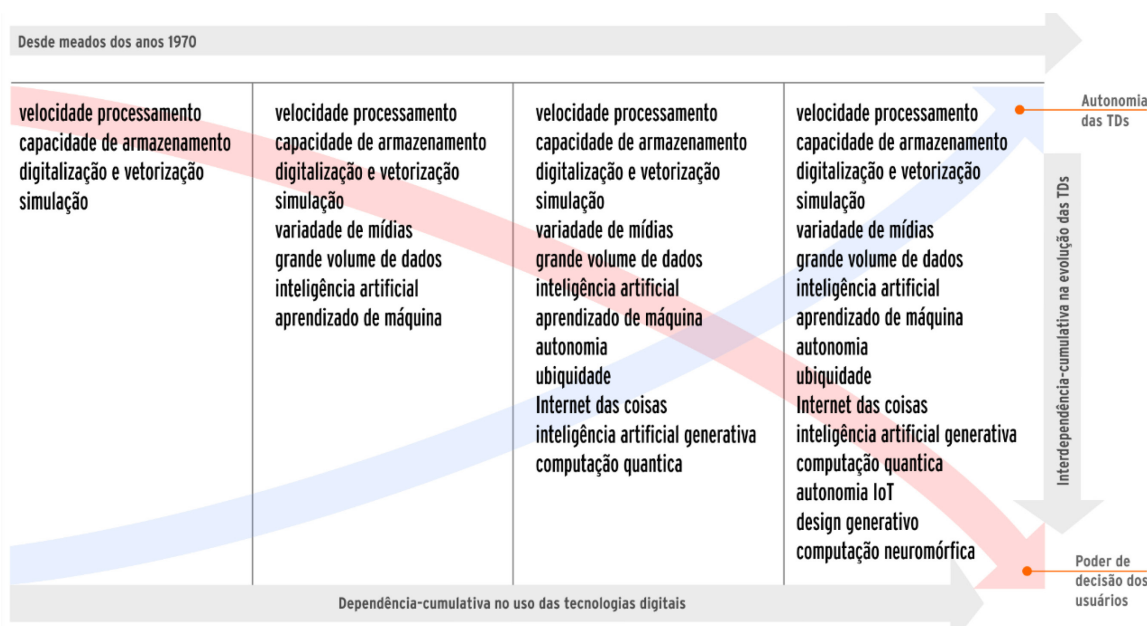 Desde meados dos anos 1970
velocidade processamento
capacidade de armazenamento
digitalização e vetorização
simulação
velocidade processamento
capacidade de armazenamento
digitalização e vetorização
simulação
variadade de mídias
grande volume de dados
inteligência artificial
aprendizado de máquina
velocidade processamento
capacidade de armazenamento
digitalização e vetorização
simulação
variadade de mídias
grande volume de dados
inteligência artificial
aprendizado de máquina
autonomia
ubiquidade
Internet das coisas
inteligência artificial generativa
computação quantica
velocidade processamento
capacidade de armazenamento
digitalização e vetorização
simulação
variadade de mídias
grande volume de dados
inteligência artificial
aprendizado de máquina
autonomia
ubiquidade
Internet das coisas
inteligência artificial generativa
computação quantica
autonomia IoT
design generativo
computação neuromórfica
Autonomia
das TDs
Interdependência-cumulativa na evolução das TDs
Poder de
decisão dos
usuários
Dependência-cumulativa no uso das tecnologias digitais